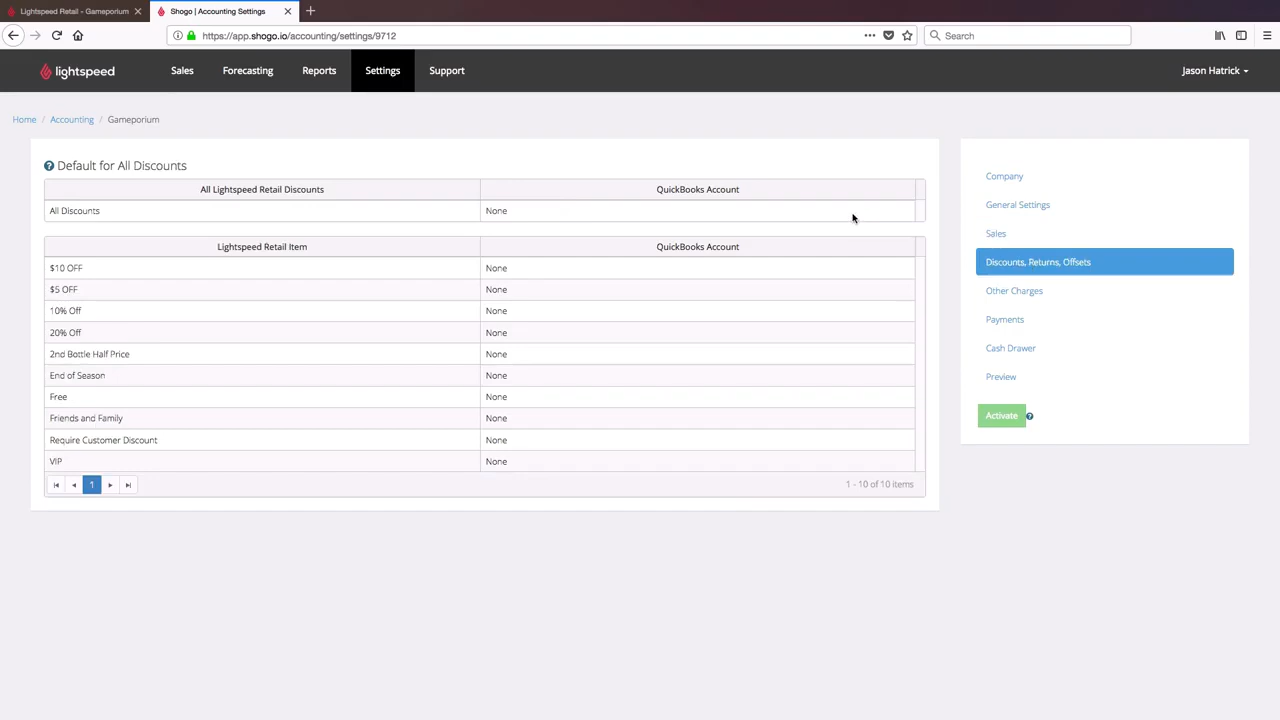 Lightspeed Retail - Gameporium
Shogo | Accounting Settings
https://app.shogo.io/accounting/settings/9712
Search
lightspeed
Sales
Forecasting
Reports
Settings
Support
Jason Hatrick
Home / Accounting / Gameporium
Default for All Discounts
All Lightspeed Retail Discounts QuickBooks Account
All Discounts None
Lightspeed Retail Item QuickBooks Account
$10 OFF None
$5 OFF None
10% Off None
20% Off None
2nd Bottle Half Price None
End of Season None
Free None
Friends and Family None
Require Customer Discount None
VIP None
1
1 - 10 of 10 items
Company
General Settings
Sales
Discounts, Returns, Offsets
Other Charges
Payments
Cash Drawer
Preview
Activate